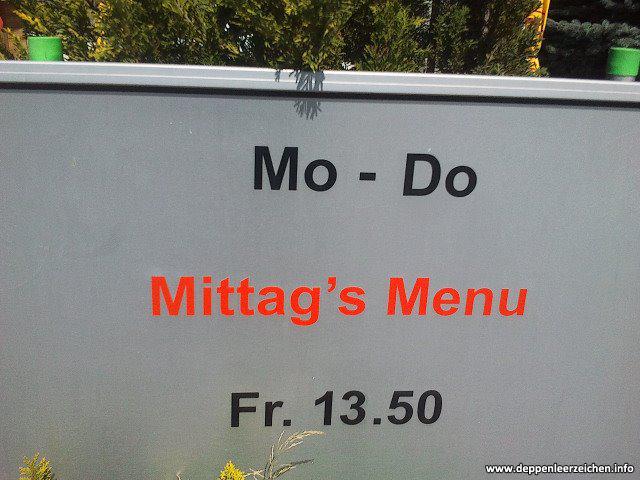 Mo - Do
Mittag’s Menu
Fr. 13.50
www.deppenleerzeichen.info